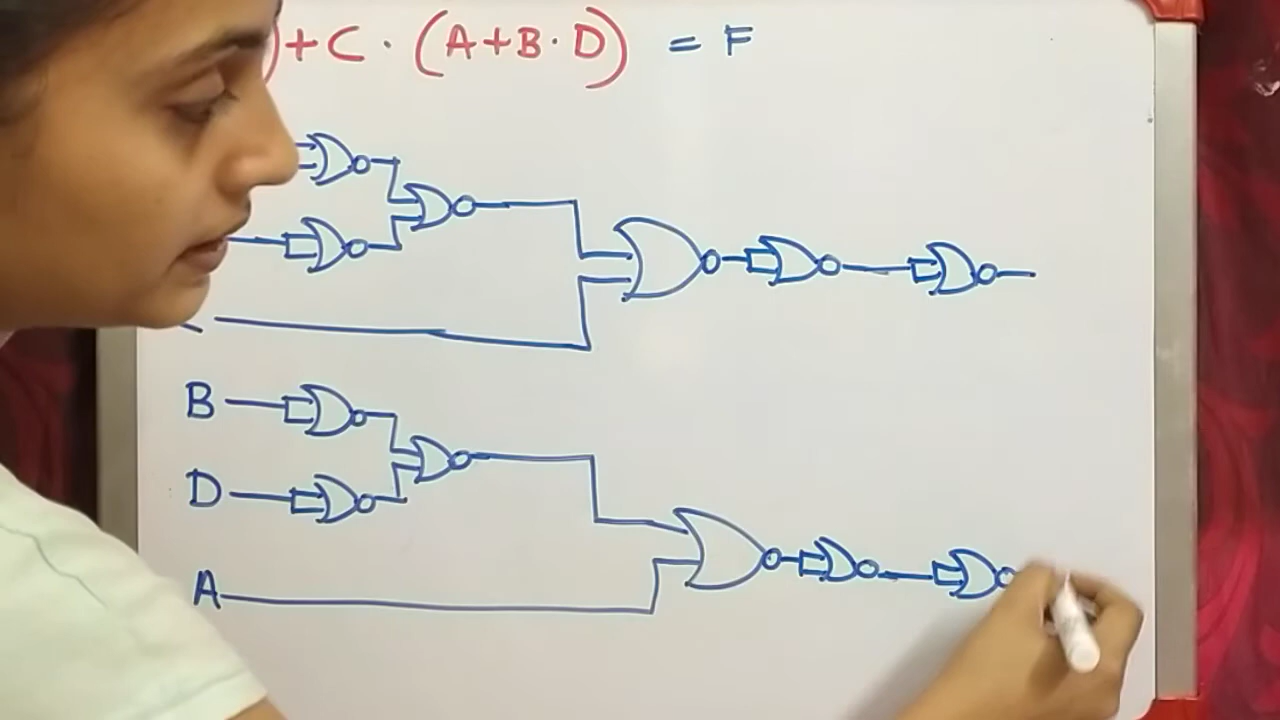 )+C·(A+B·D) = F
B
D
A